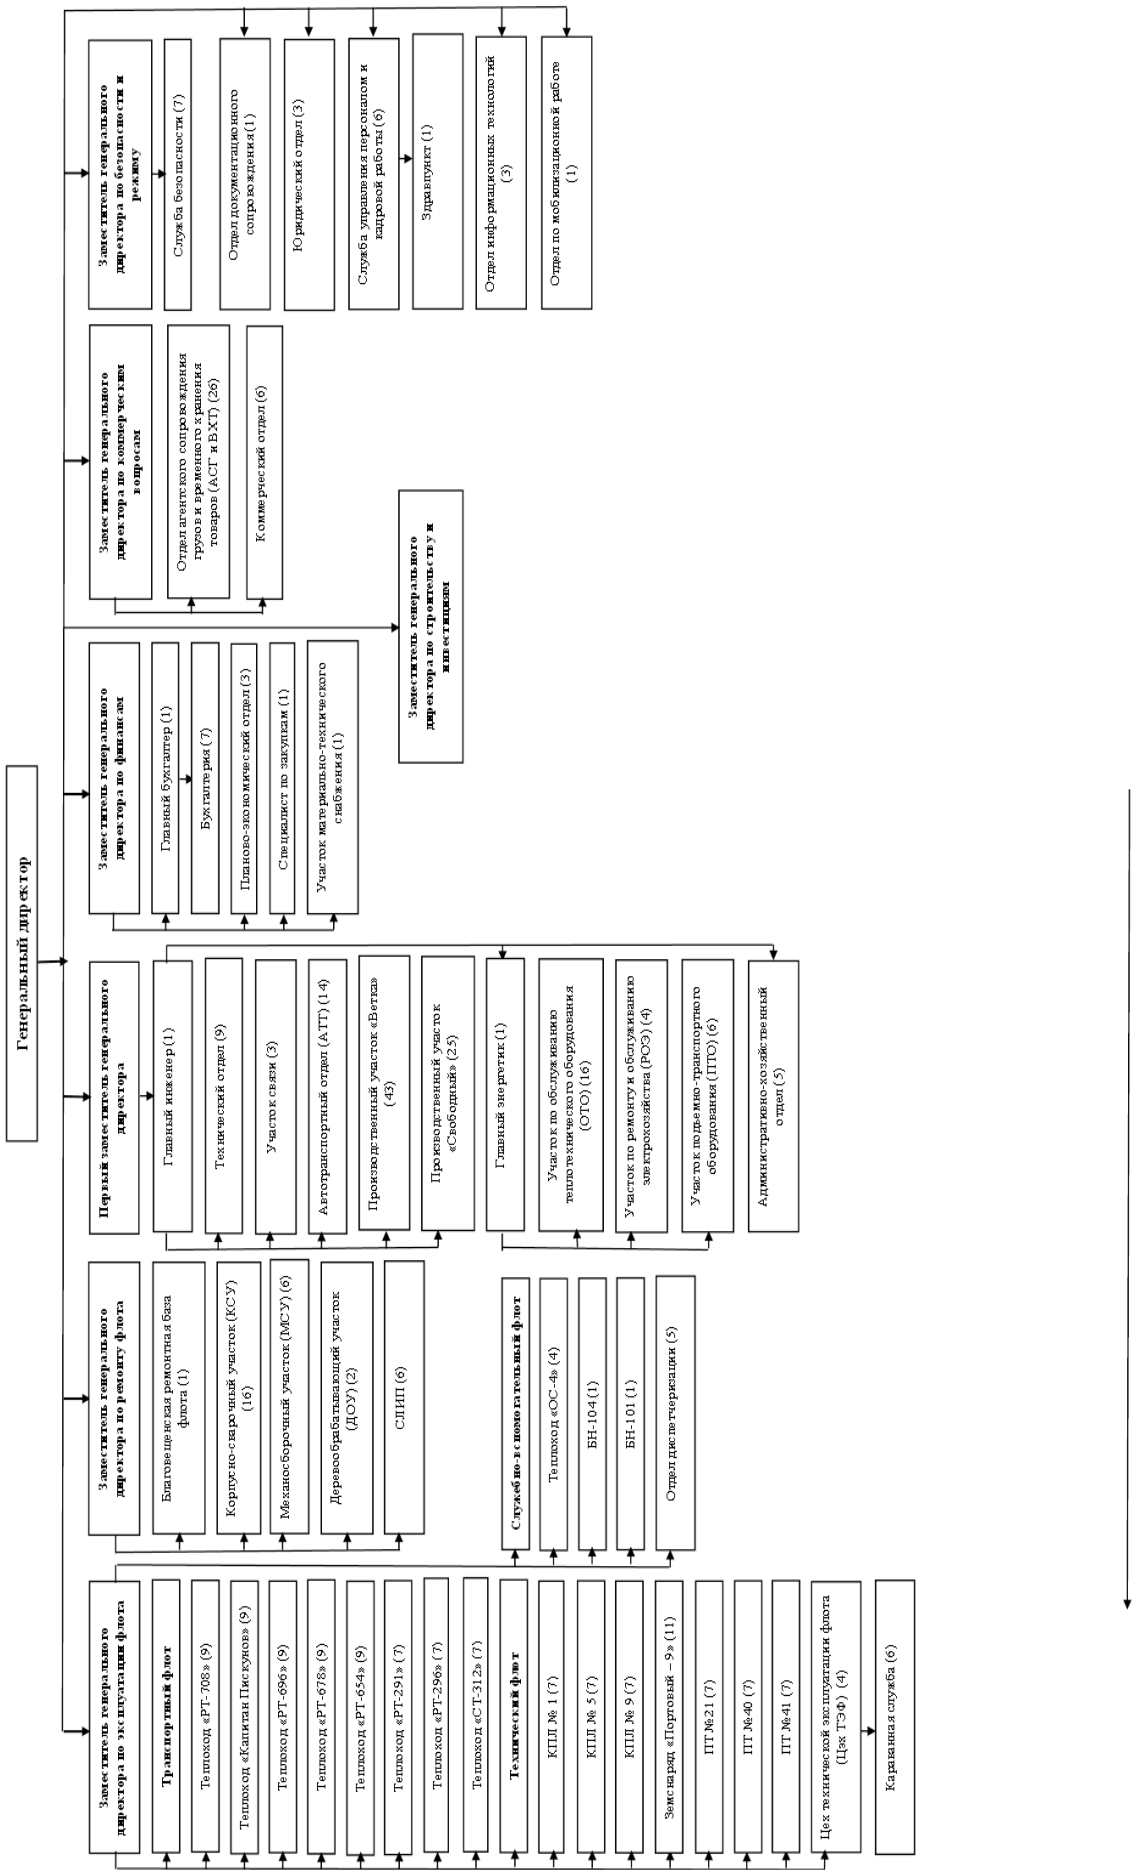 Генеральный директор
Заместитель генерального
директора по эксплуатации флота
Транспортный флот
Теплоход «РТ-708» (9)
Теплоход «Капитан Пискунов» (9)
Теплоход «РТ-696» (9)
Теплоход «РТ-678» (9)
Теплоход «РТ-654» (9)
Теплоход «РТ-291» (7)
Теплоход «РТ-296» (7)
Теплоход «СТ-312» (7)
Технический флот
КПЛ № 1 (7)
КПЛ № 5 (7)
КПЛ № 9 (7)
Земснаряд «Портовый – 9» (11)
ПТ №21 (7)
ПТ №40 (7)
ПТ №41 (7)
Цех технической эксплуатации флота
(Цэх ТЭФ) (4)
Караванная служба (6)
Служебно-вспомогательный флот
Теплоход «ОС-4» (4)
БН-104 (1)
БН-101 (1)
Отдел диспетчеризации (5)
Заместитель генерального
директора по ремонту флота
Благовещенская ремонтная база
флота (1)
Корпусно-сварочный участок (КСУ)
(16)
Механосборочный участок (МСУ) (6)
Деревообрабатывающий участок
(ДОУ) (2)
СЛИП (6)
Первый заместитель генерального
директора
Главный инженер (1)
Технический отдел (9)
Участок связи (3)
Автотранспортный отдел (АТТ) (14)
Производственный участок «Ветка»
(43)
Производственный участок
«Свободный» (25)
Главный энергетик (1)
Участок по обслуживанию
теплотехнического оборудования
(ОТО) (16)
Участок по ремонту и обслуживанию
электрохозяйства (РОЭ) (4)
Участок подъемно-транспортного
оборудования (ПТО) (6)
Административно-хозяйственный
отдел (5)
Заместитель генерального
директора по финансам
Главный бухгалтер (1)
Бухгалтерия (7)
Планово-экономический отдел (3)
Специалист по закупкам (1)
Участок материально-технического
снабжения (1)
Заместитель генерального
директора по строительству и
инвестициям
Заместитель генерального
директора по коммерческим
вопросам
Отдел агентского сопровождения
грузов и временного хранения
товаров (АСГ и ВХТ) (26)
Коммерческий отдел (6)
Заместитель генерального
директора по безопасности и
режиму
Служба безопасности (7)
Отдел документационного
сопровождения (1)
Юридический отдел (3)
Служба управления персоналом и
кадровой работы (6)
Здравпункт (1)
Отдел информационных технологий
(3)
Отдел по мобилизационной работе
(1)